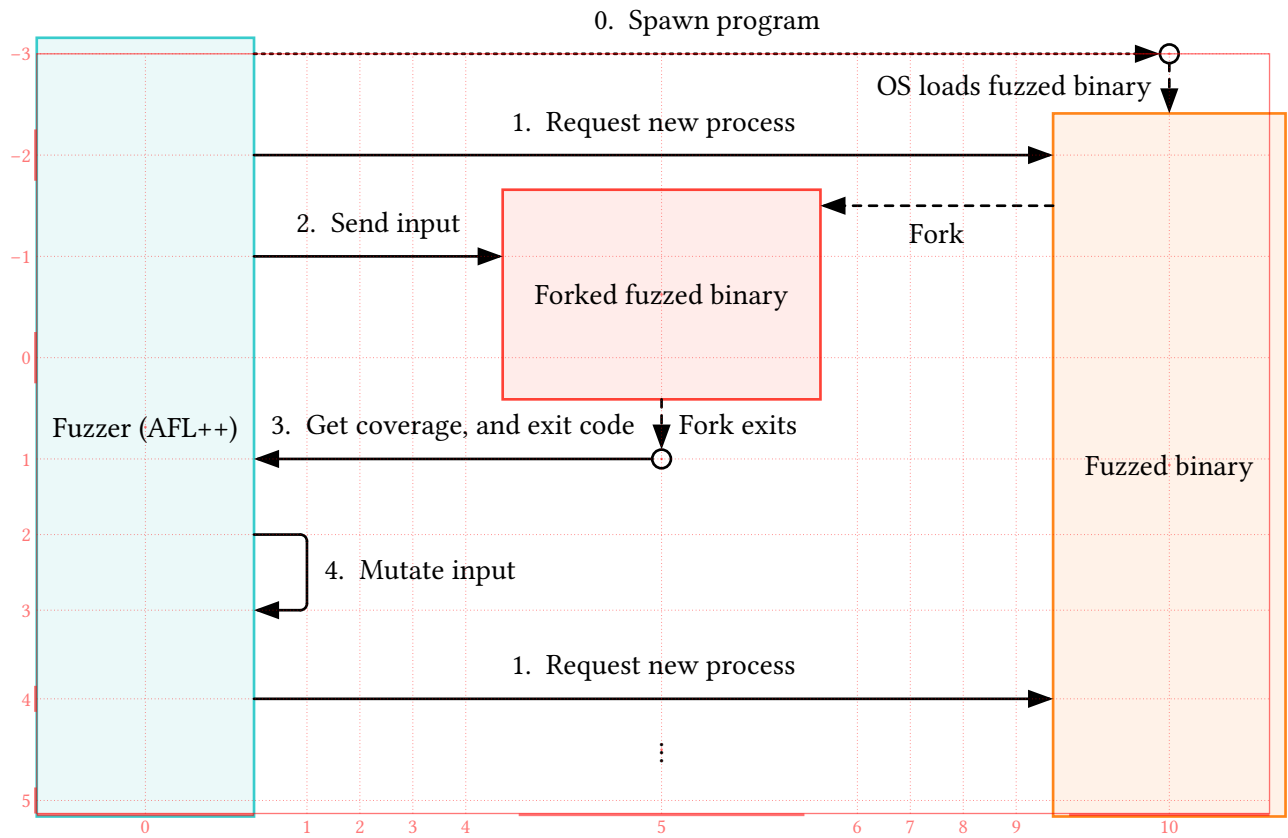 0. Spawn program
−3
OS loads fuzzed binary
1. Request new process
−2
2. Send input
Fork
−1
Forked fuzzed binary
0
Fuzzer (AFL++)
3. Get coverage, and exit code
Fork exits
1
Fuzzed binary
2
4. Mutate input
3
1. Request new process
4
⋮
5
0 1 2 3 4 5 6 7 8 9 10